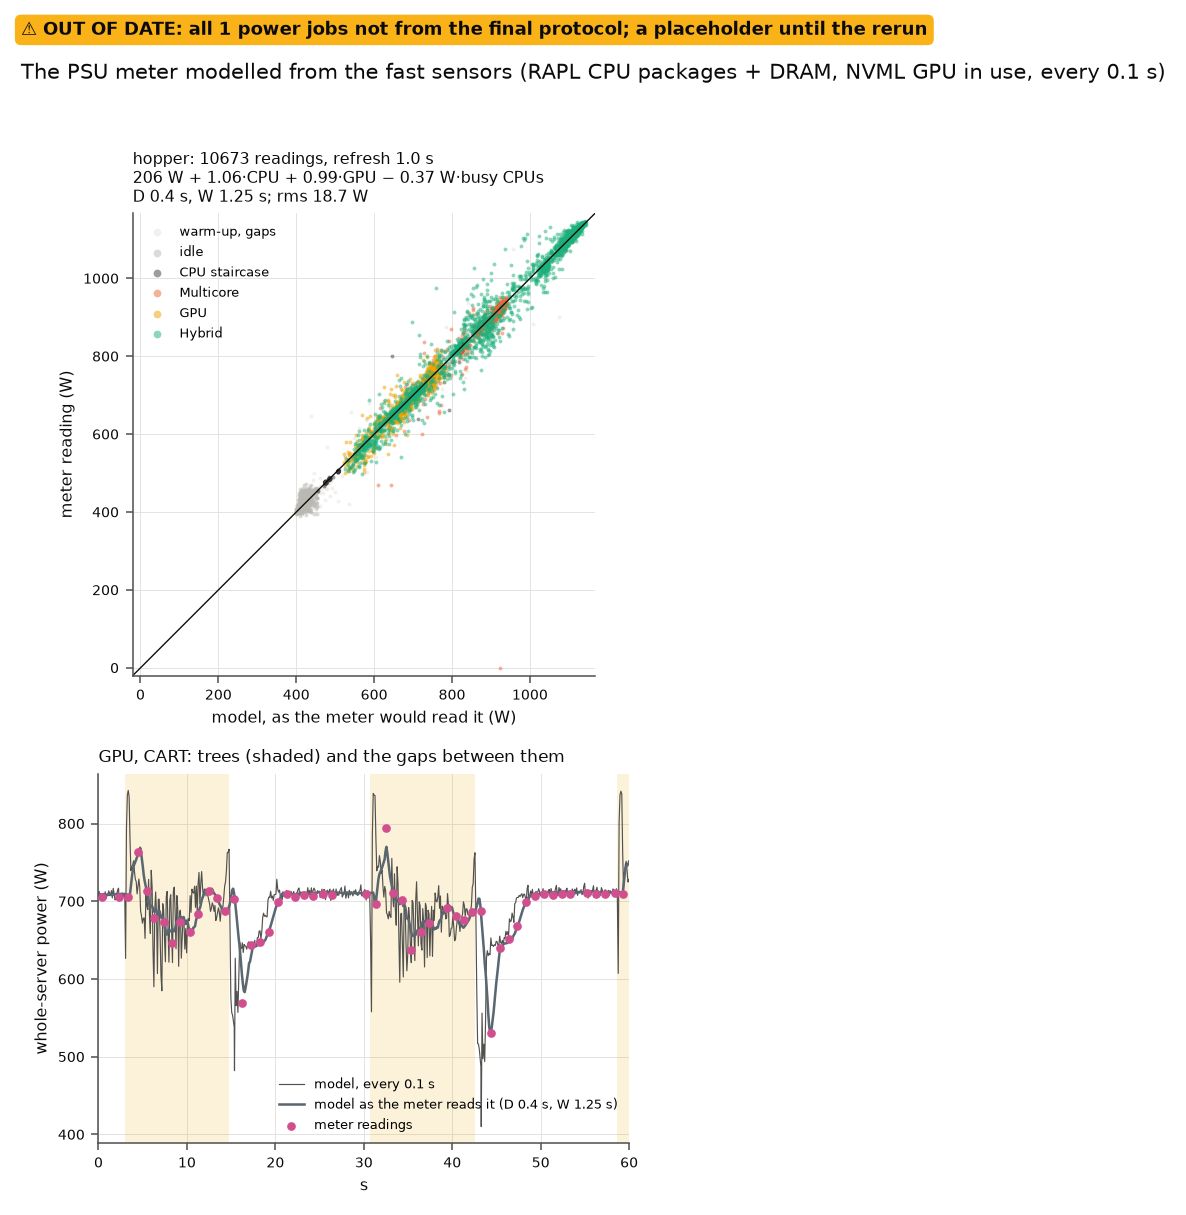 ⚠ OUT OF DATE: all 1 power jobs not from the final protocol; a placeholder until the rerun
The PSU meter modelled from the fast sensors (RAPL CPU packages + DRAM, NVML GPU in use, every 0.1 s)
hopper: 10673 readings, refresh 1.0 s
206 W + 1.06·CPU + 0.99·GPU − 0.37 W·busy CPUs
D 0.4 s, W 1.25 s; rms 18.7 W
warm-up, gaps
idle
CPU staircase
Multicore
GPU
Hybrid
meter reading (W)
1000
800
600
400
200
0
0 200 400 600 800 1000
model, as the meter would read it (W)
GPU, CART: trees (shaded) and the gaps between them
whole-server power (W)
800
700
600
500
400
model, every 0.1 s
model as the meter reads it (D 0.4 s, W 1.25 s)
meter readings
0 10 20 30 40 50 60
s